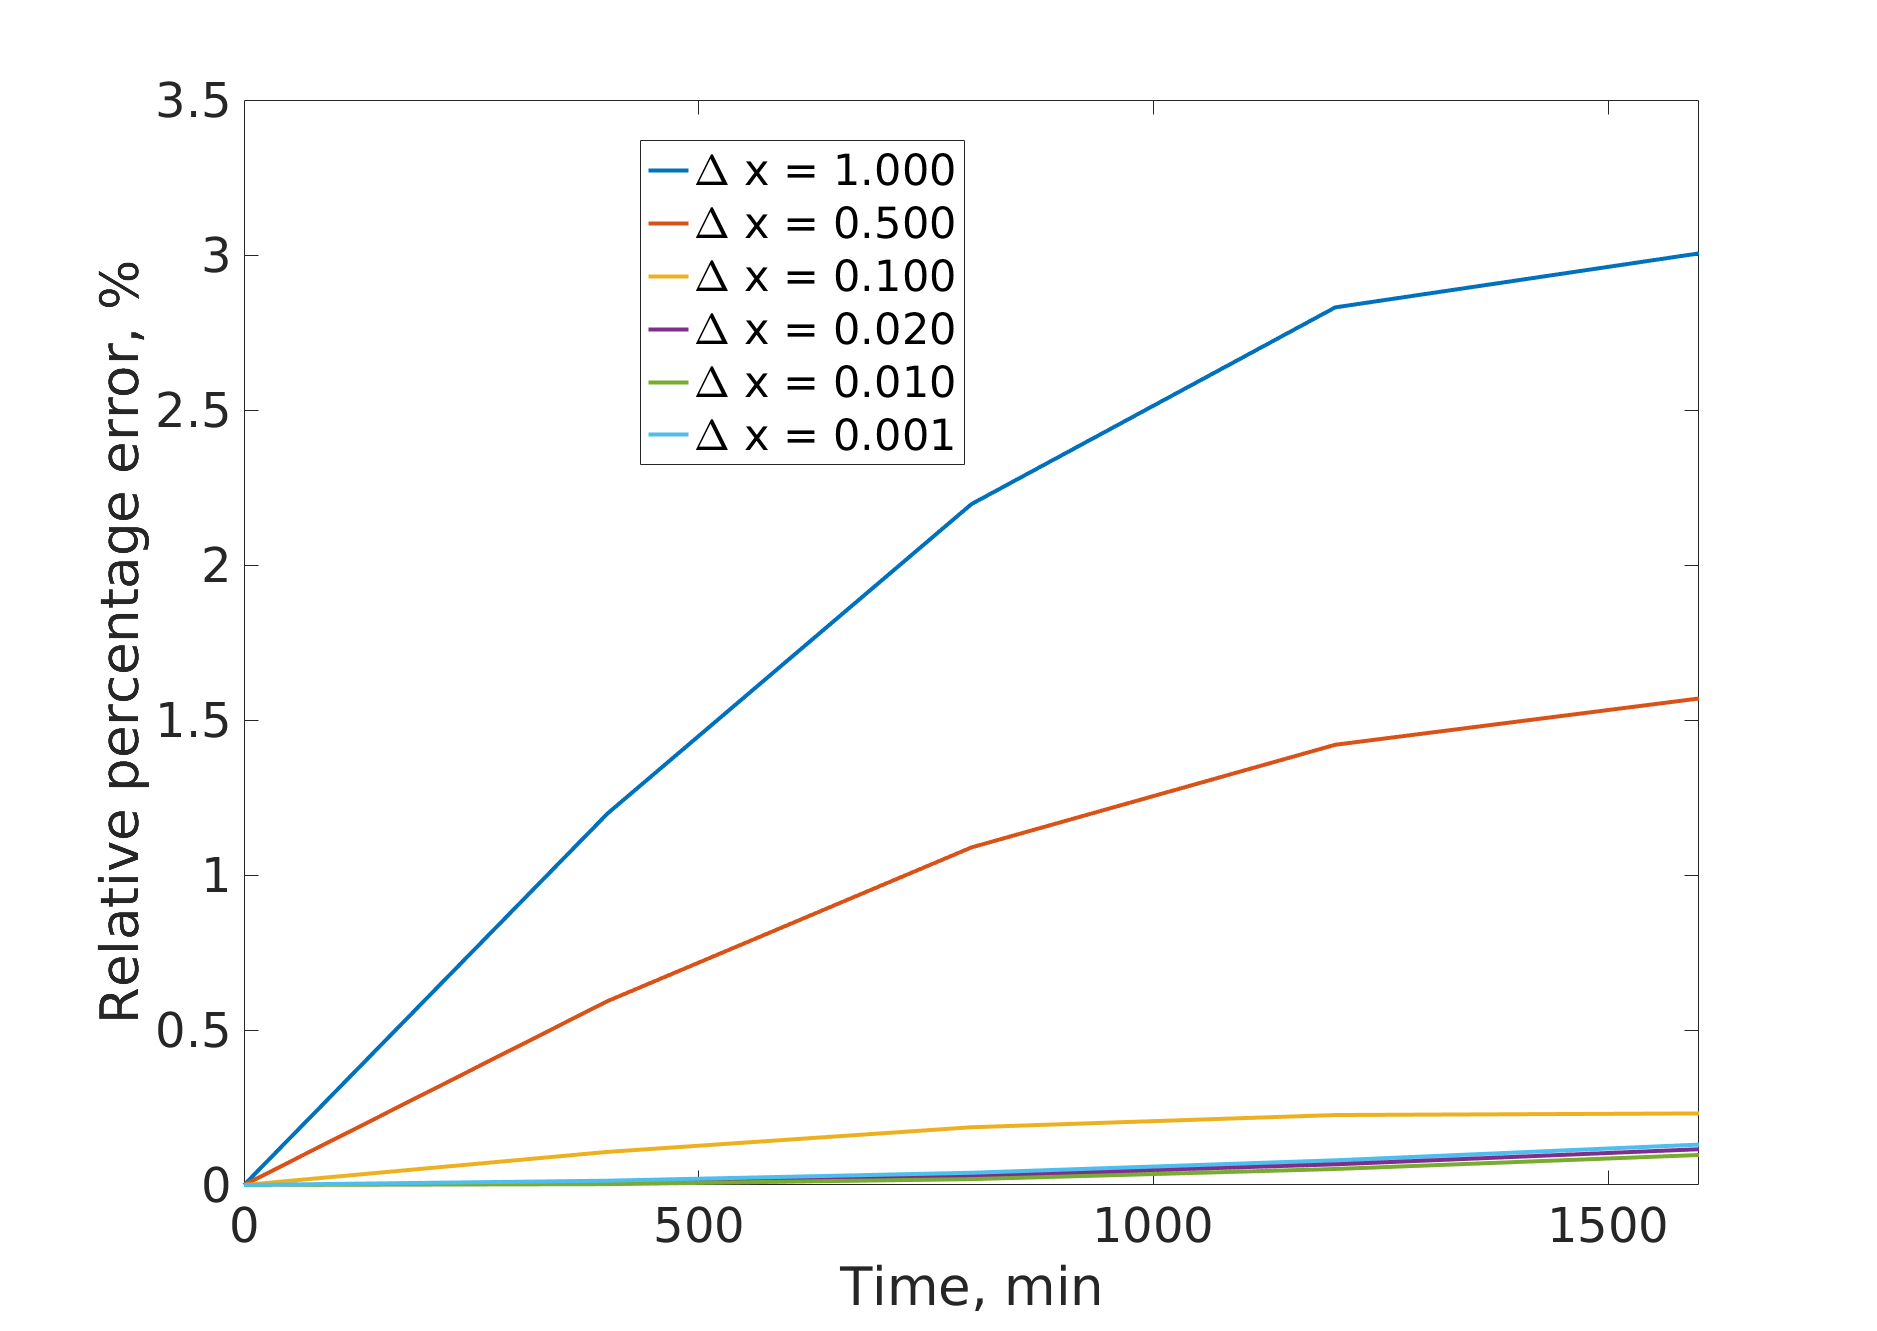 3.5
3
2.5
2
1.5
1
0.5
0
Relative percentage error, %
Δ x = 1.000
Δ x = 0.500
Δ x = 0.100
Δ x = 0.020
Δ x = 0.010
Δ x = 0.001
0 500 1000 1500
Time, min